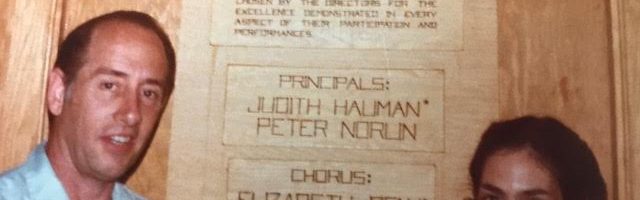 CHOSEN BY THE DIRECTORS FOR THE
EXCELLENCE DEMONSTRATED IN EVERY
ASPECT OF THEIR PARTICIPATION AND
PERFORMANCES.
PRINCIPALS:
JUDITH HAUMAN*
PETER NORLIN
CHORUS:
ELIZABETH